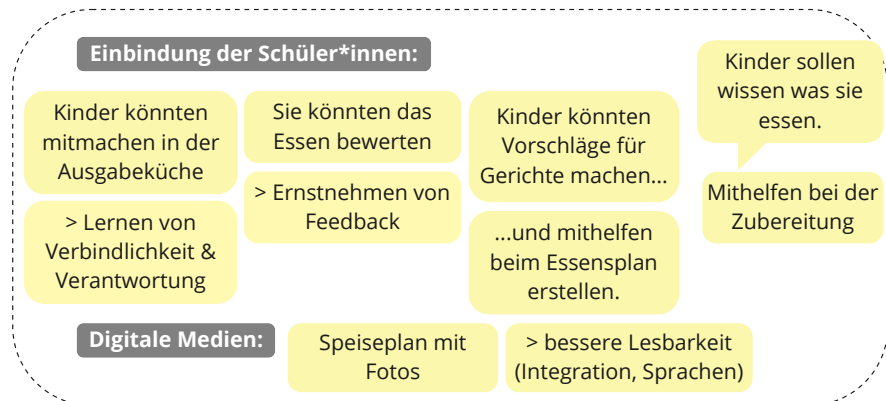 Einbindung der Schüler*innen:
Kinder könnten
mitmachen in der
Ausgabeküche
> Lernen von
Verbindlichkeit &
Verantwortung
Sie könnten das
Essen bewerten
> Ernstnehmen von
Feedback
Kinder könnten
Vorschläge für
Gerichte machen...
...und mithelfen
beim Essensplan
erstellen.
Kinder sollen
wissen was sie
essen.
Mithelfen bei der
Zubereitung
Digitale Medien:
Speiseplan mit
Fotos
> bessere Lesbarkeit
(Integration, Sprachen)